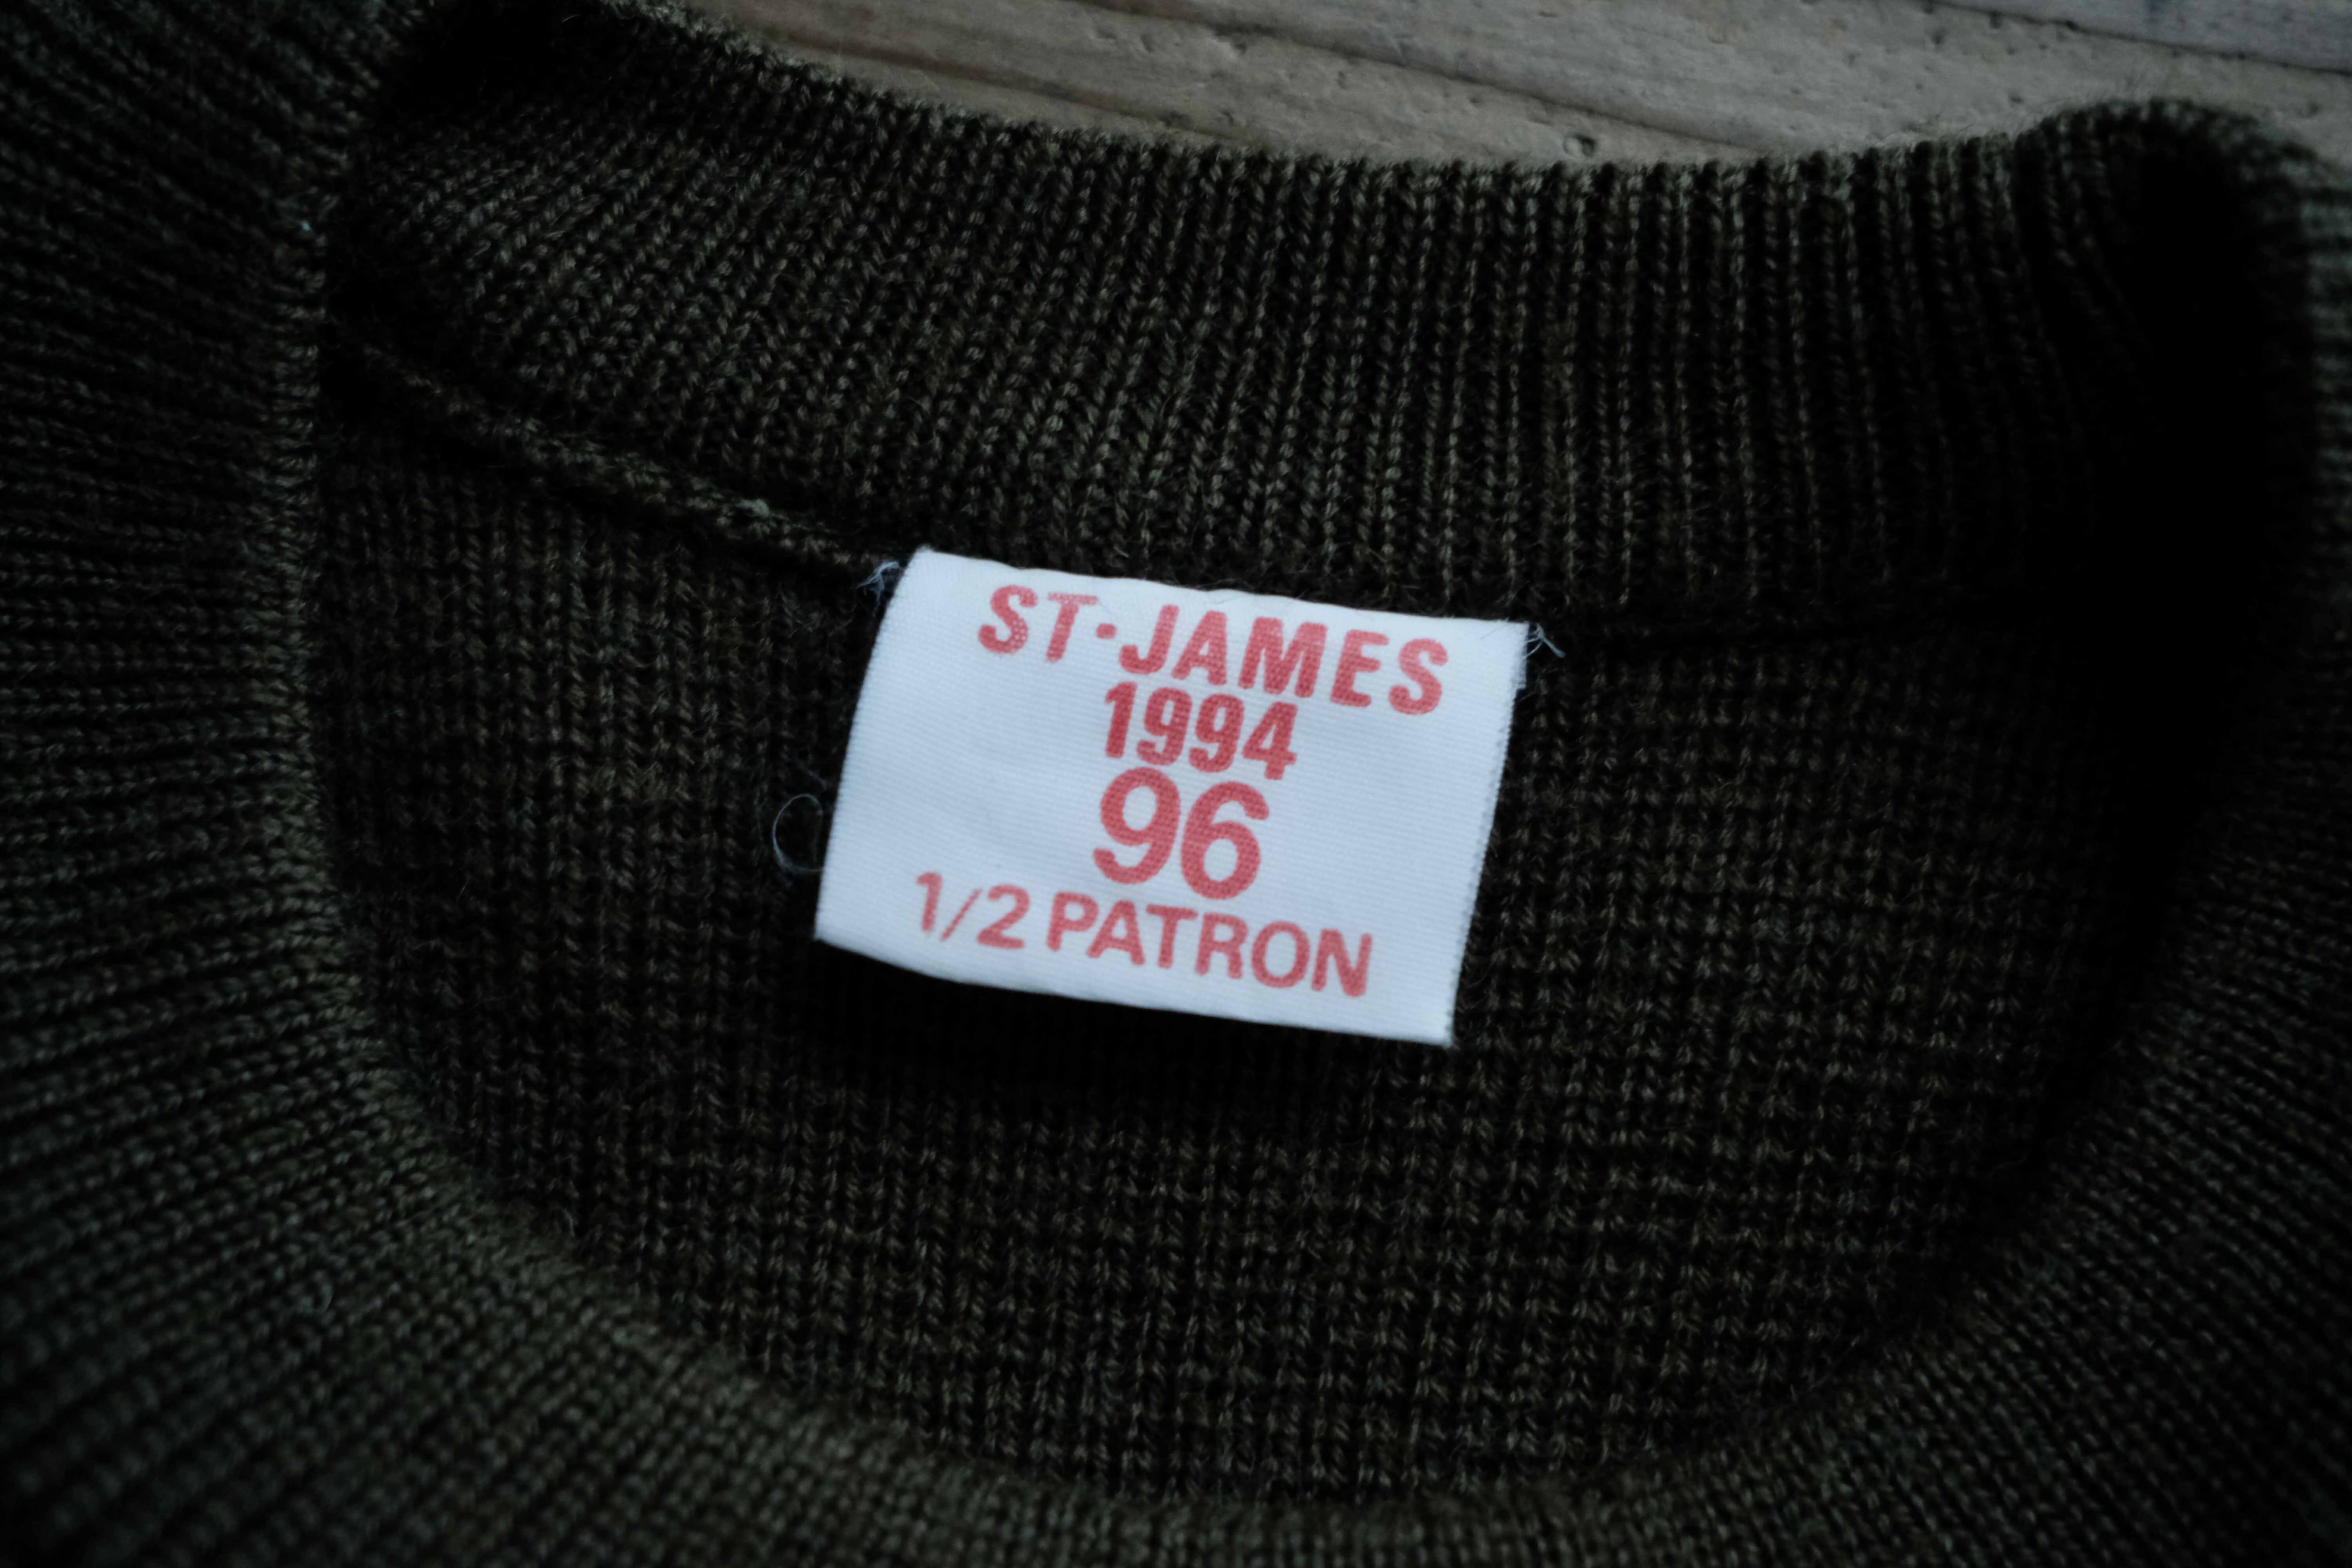 ST-JAMES
1994
96
1/2 PATRON